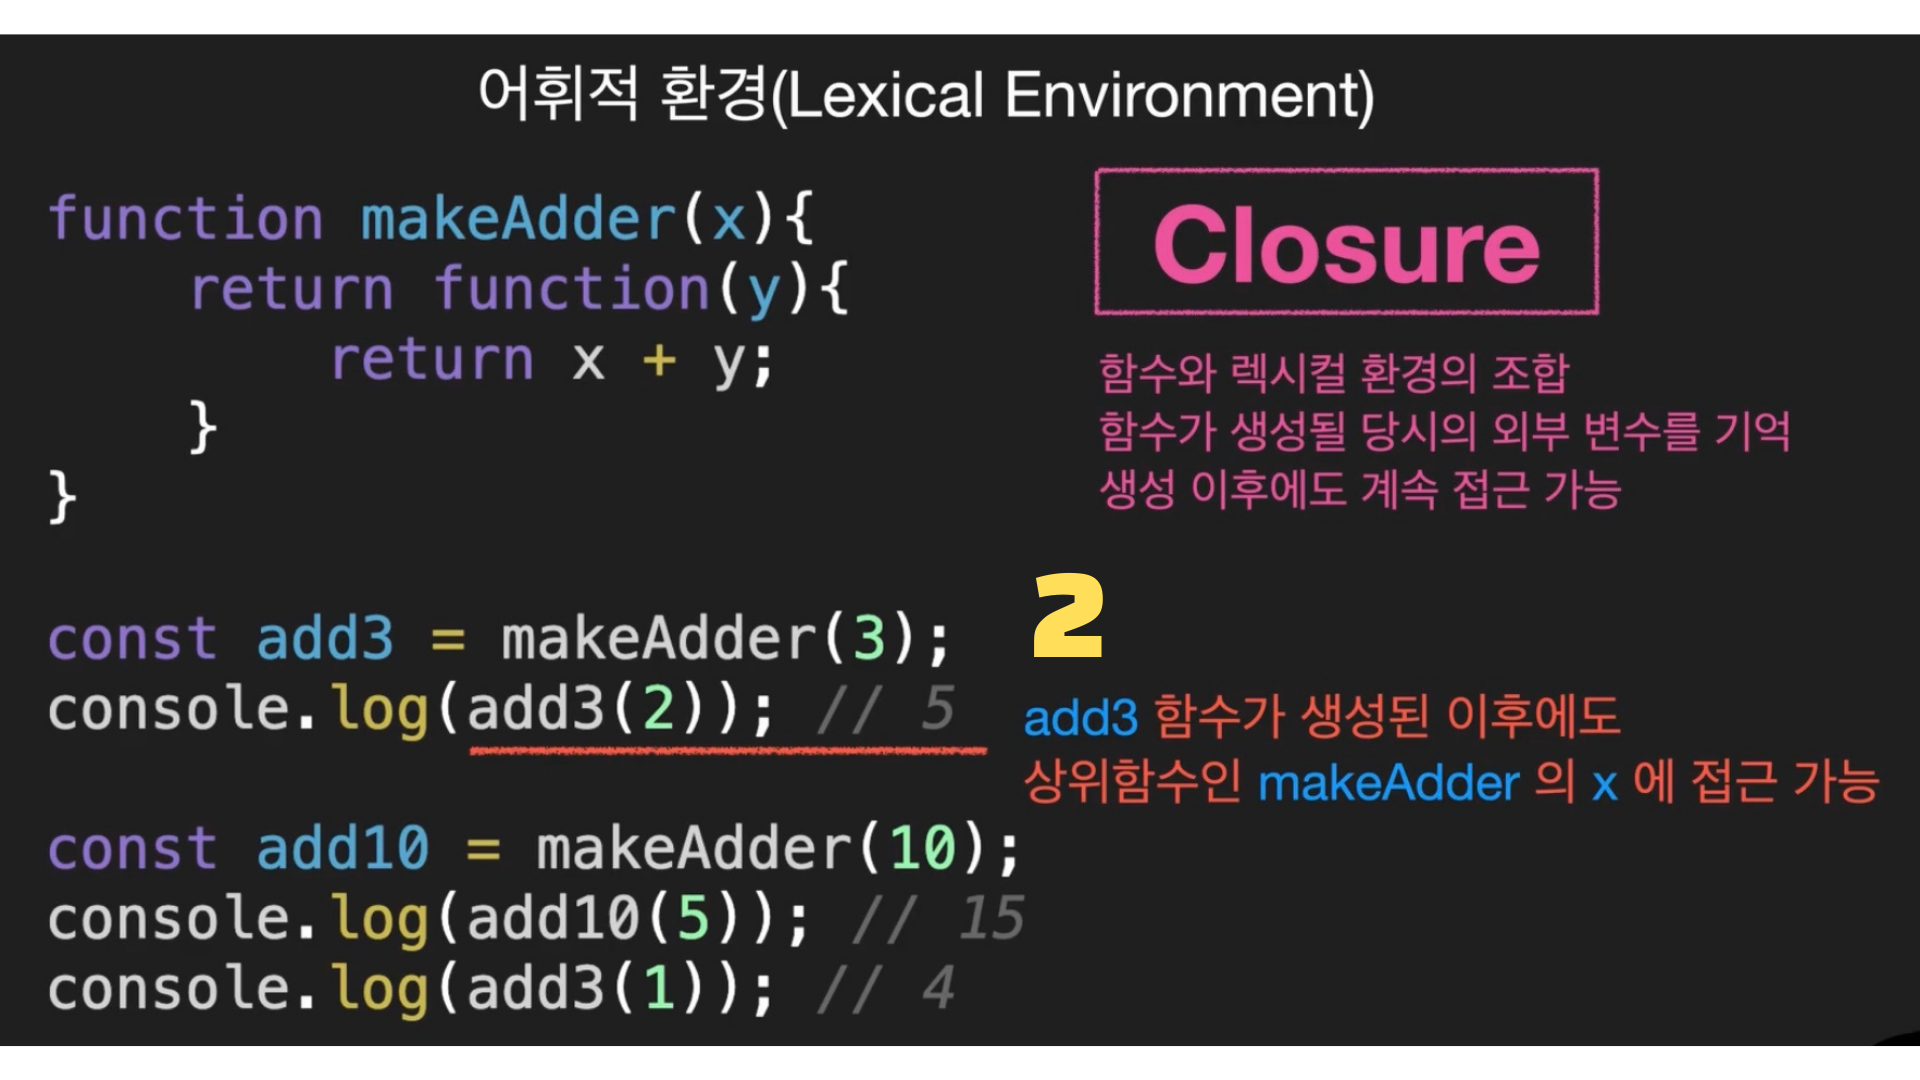 어휘적 환경(Lexical Environment)
function makeAdder(x){
    return function(y){
        return x + y;
    }
}
Closure
함수와 렉시컬 환경의 조합
함수가 생성될 당시의 외부 변수를 기억
생성 이후에도 계속 접근 가능
const add3 = makeAdder(3);
console.log(add3(2)); // 5
2
add3 함수가 생성된 이후에도
상위함수인 makeAdder 의 x 에 접근 가능
const add10 = makeAdder(10);
console.log(add10(5)); // 15
console.log(add3(1)); // 4